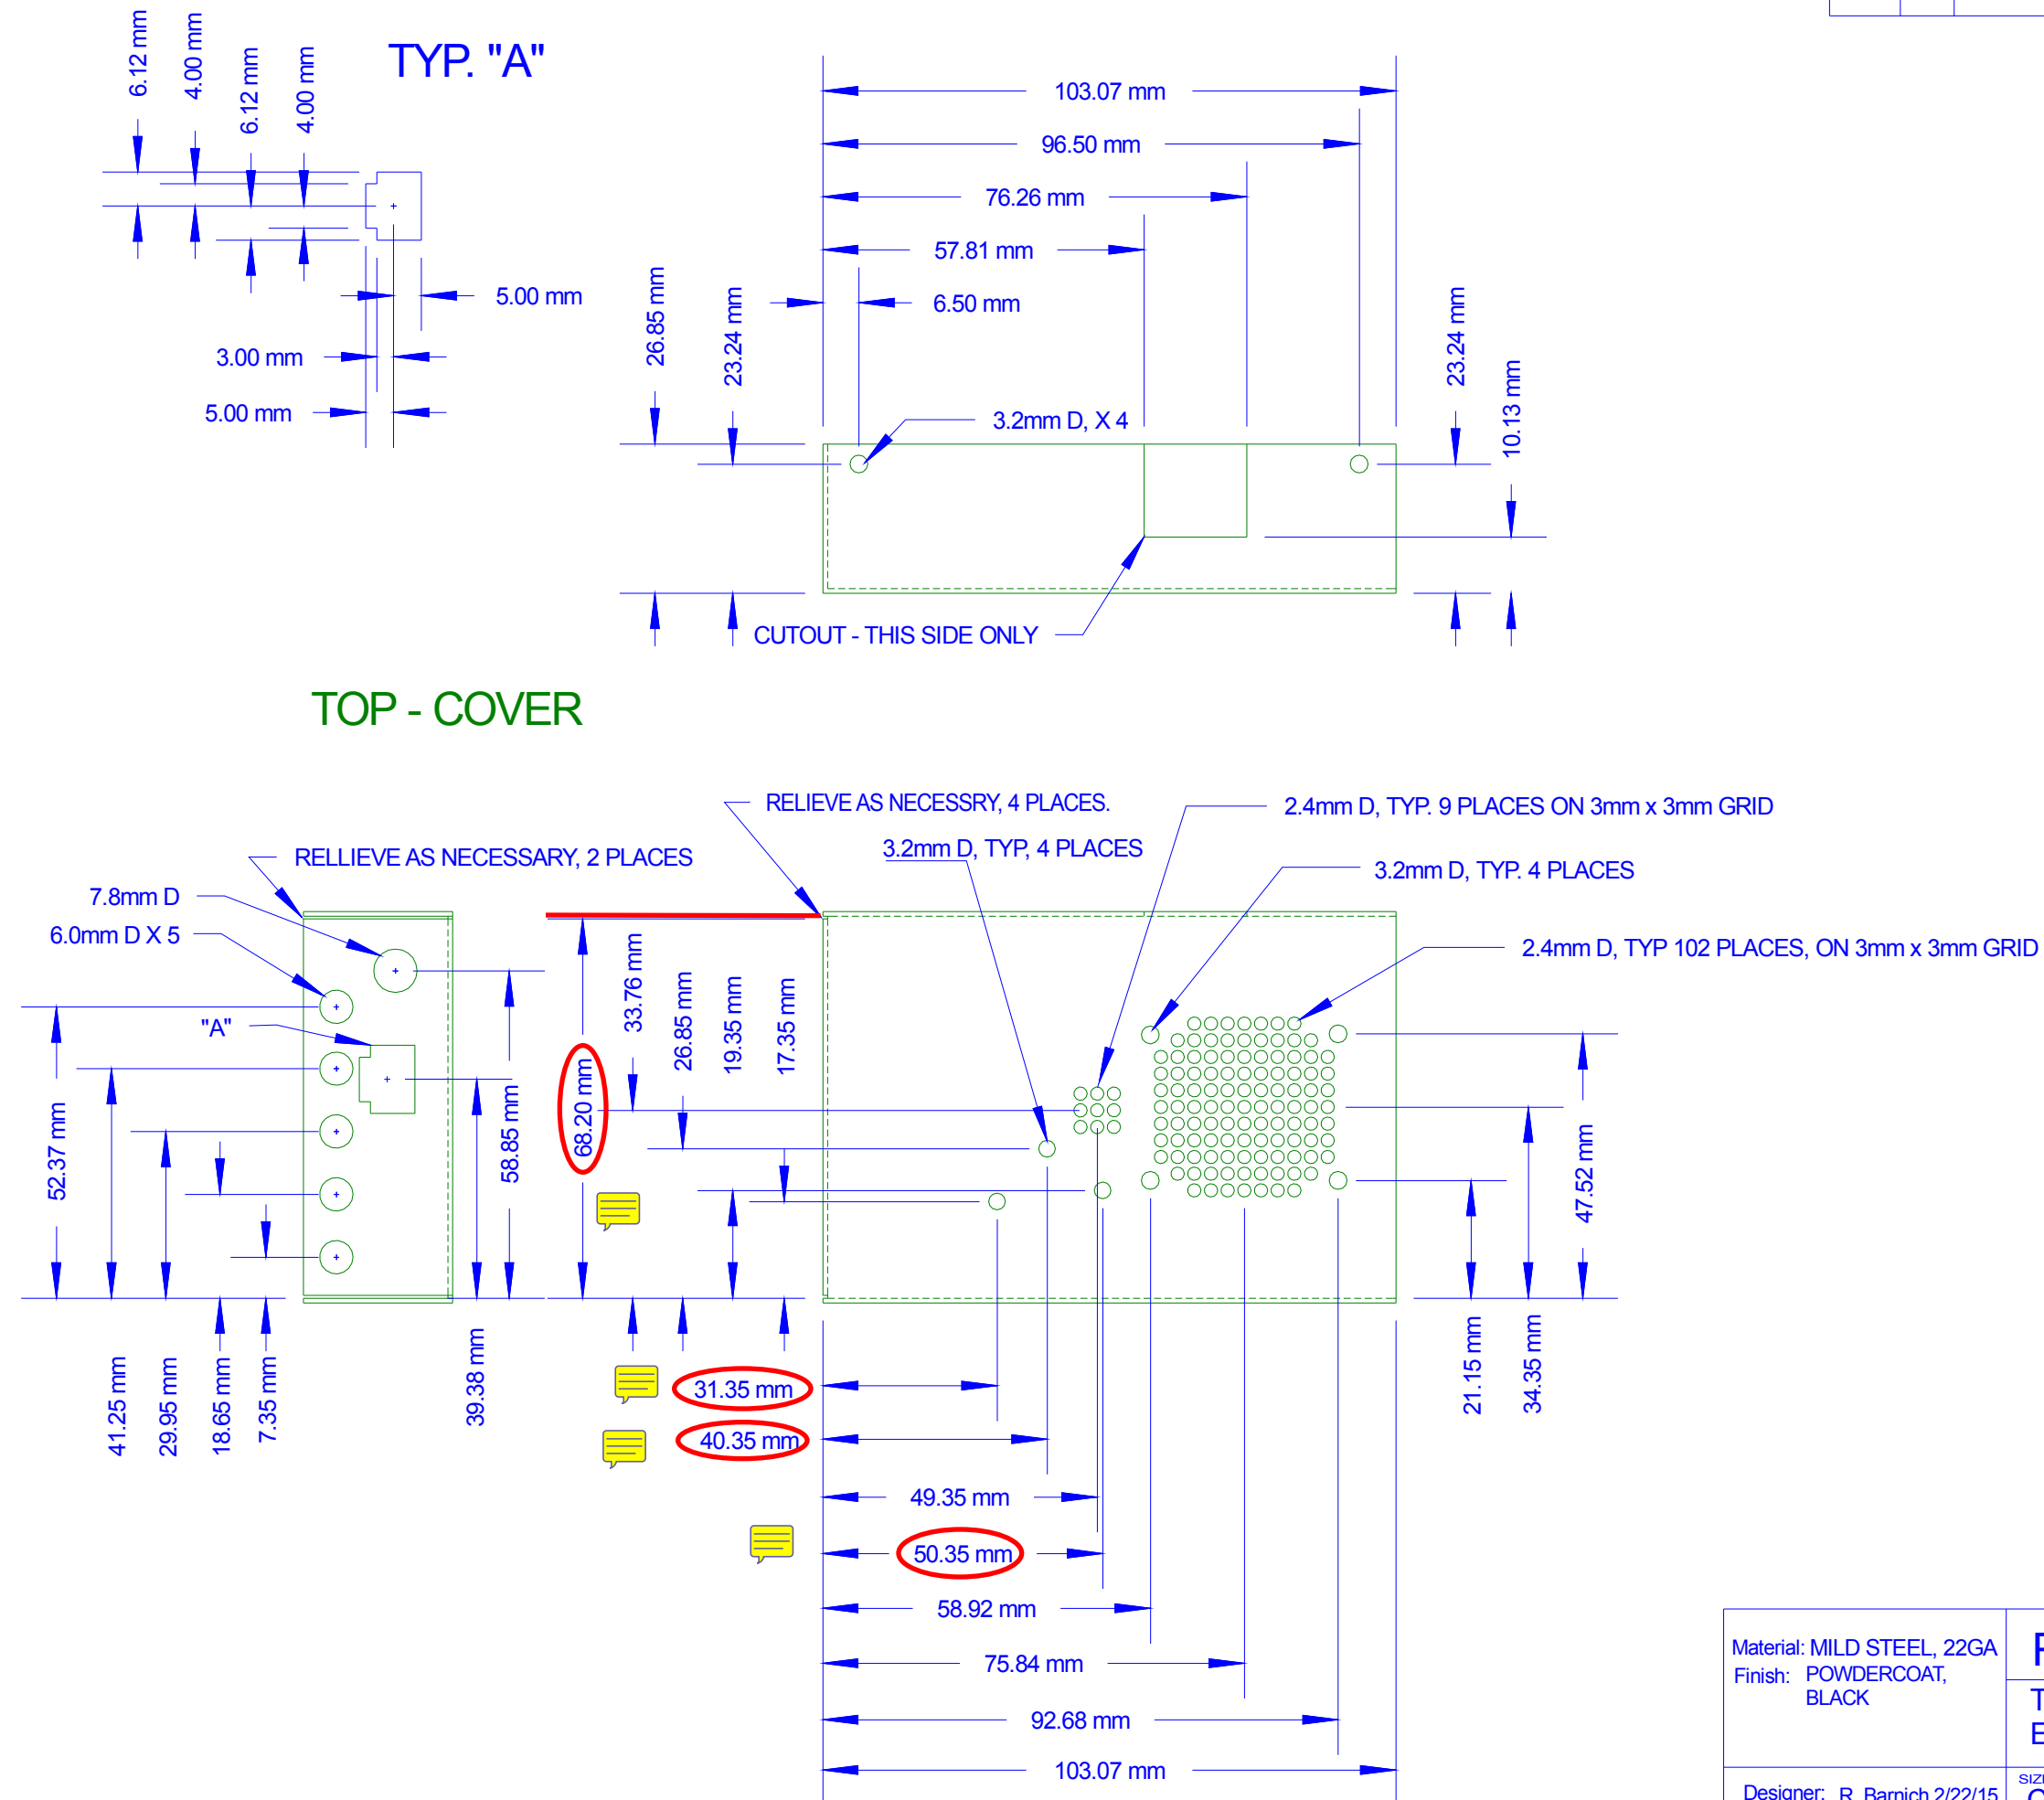 TYP. "A"
6.12 mm
4.00 mm
6.12 mm
4.00 mm
5.00 mm
3.00 mm
5.00 mm
103.07 mm
96.50 mm
76.26 mm
57.81 mm
6.50 mm
26.85 mm
23.24 mm
23.24 mm
10.13 mm
3.2mm D, X 4
CUTOUT - THIS SIDE ONLY
TOP - COVER
RELIEVE AS NECESSRY, 4 PLACES.
2.4mm D, TYP. 9 PLACES ON 3mm x 3mm GRID
3.2mm D, TYP, 4 PLACES
RELLIEVE AS NECESSARY, 2 PLACES
3.2mm D, TYP. 4 PLACES
7.8mm D
6.0mm D X 5
2.4mm D, TYP 102 PLACES, ON 3mm x 3mm GRID
"A"
52.37 mm
41.25 mm
29.95 mm
18.65 mm
7.35 mm
39.38 mm
58.85 mm
68.20 mm
33.76 mm
26.85 mm
19.35 mm
17.35 mm
47.52 mm
21.15 mm
34.35 mm
31.35 mm
40.35 mm
49.35 mm
50.35 mm
58.92 mm
75.84 mm
92.68 mm
103.07 mm
Material: MILD STEEL, 22GA
Finish: POWDERCOAT,
BLACK
Designer: R. Barnich 2/22/15